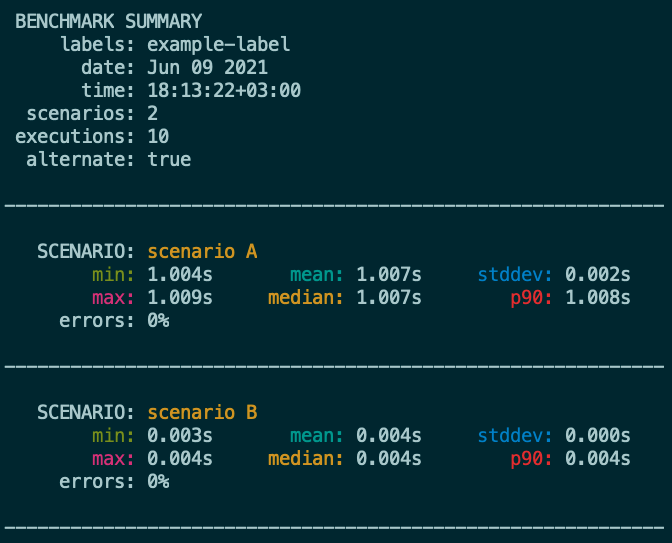 BENCHMARK SUMMARY
labels: example-label
date: Jun 09 2021
time: 18:13:22+03:00
scenarios: 2
executions: 10
alternate: true
SCENARIO: scenario A
min: 1.004s mean: 1.007s stddev: 0.002s
max: 1.009s median: 1.007s p90: 1.008s
errors: 0%
SCENARIO: scenario B
min: 0.003s mean: 0.004s stddev: 0.000s
max: 0.004s median: 0.004s p90: 0.004s
errors: 0%